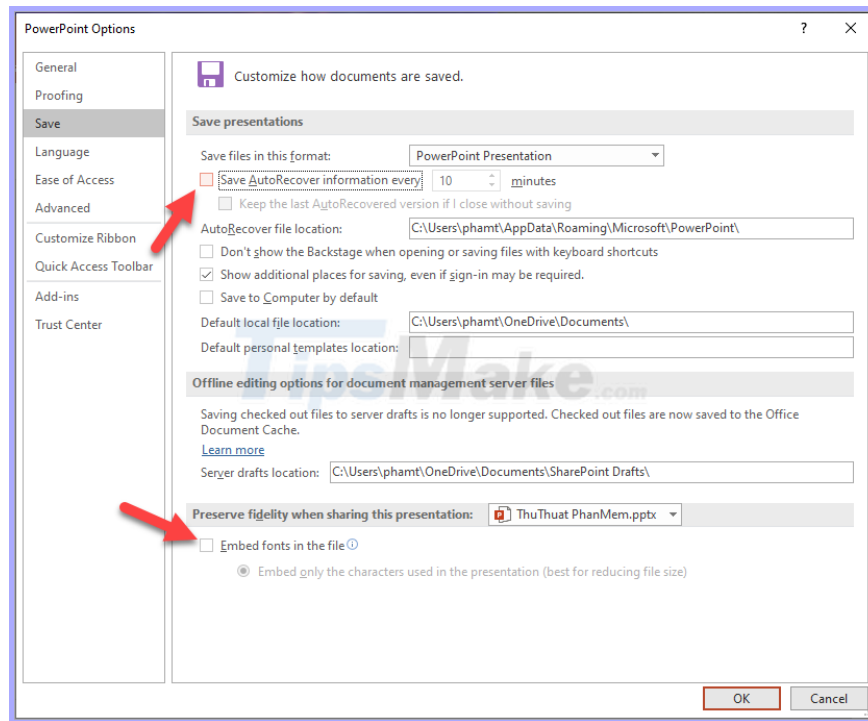 PowerPoint Options
? ×
General
Proofing
Save
Language
Ease of Access
Advanced
Customize Ribbon
Quick Access Toolbar
Add-ins
Trust Center
Customize how documents are saved.
Save presentations
Save files in this format: PowerPoint Presentation
Save AutoRecover information every 10 minutes
Keep the last AutoRecovered version if I close without saving
AutoRecover file location: C:\Users\phamt\AppData\Roaming\Microsoft\PowerPoint\
Don't show the Backstage when opening or saving files with keyboard shortcuts
Show additional places for saving, even if sign-in may be required.
Save to Computer by default
Default local file location: C:\Users\phamt\OneDrive\Documents\
Default personal templates location:
TipsMake.com
Offline editing options for document management server files
Saving checked out files to server drafts is no longer supported. Checked out files are now saved to the Office
Document Cache.
Learn more
Server drafts location: C:\Users\phamt\OneDrive\Documents\SharePoint Drafts\
Preserve fidelity when sharing this presentation: ThuThuat PhanMem.pptx
Embed fonts in the file
Embed only the characters used in the presentation (best for reducing file size)
OK Cancel